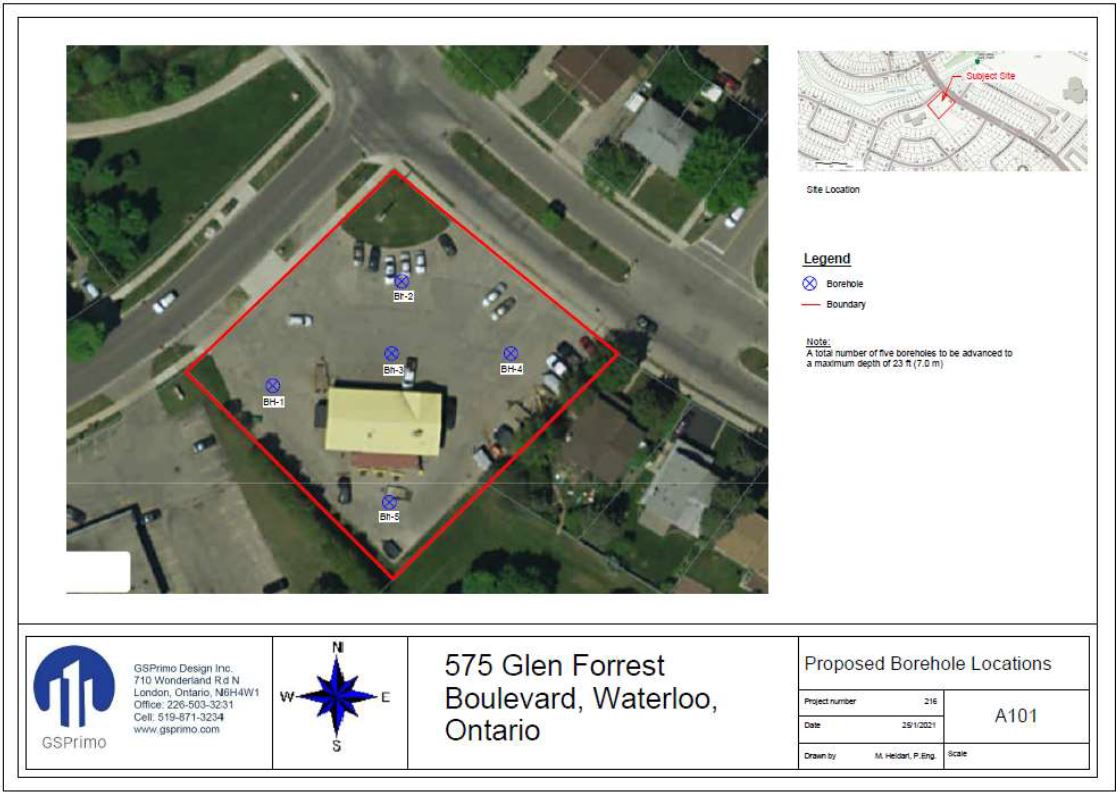 Subject Site
Site Location
Legend
Borehole
Boundary
Note:
A total number of five boreholes to be advanced to
a maximum depth of 23 ft (7.0 m)
Bh-2
Bh-3
BH-4
BH-1
Bh-5
GSPrimo
GSPrimo Design Inc.
710 Wonderland Rd N
London, Ontario, N6H4W1
Office: 226-503-3231
Cell: 519-871-3234
www.gsprimo.com
N
W
E
S
575 Glen Forrest
Boulevard, Waterloo,
Ontario
Proposed Borehole Locations
Project number 216
Date 25/1/2021
Drawn by M. Heidari, P.Eng.
A101
Scale